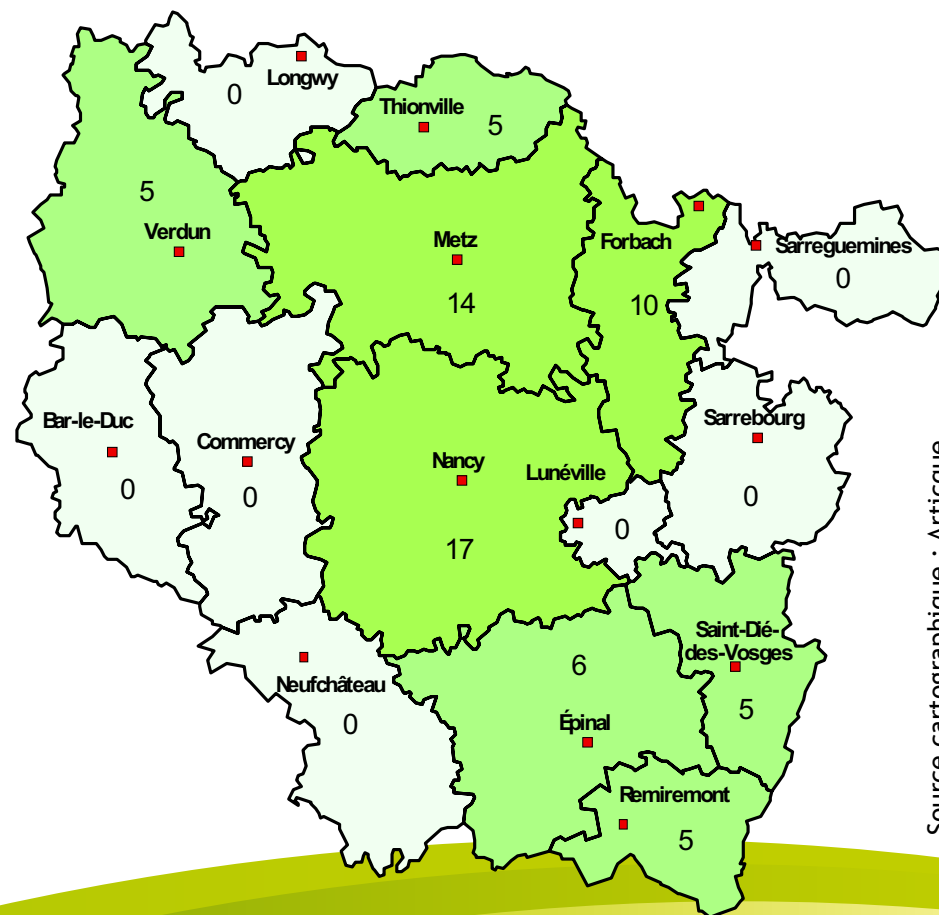 Longwy
0
Thionville
5
5
Verdun
Metz
14
Forbach
10
Sarreguemines
0
Bar-le-Duc
0
Commercy
0
Nancy
17
Lunéville
0
Sarrebourg
0
Saint-Dié-
des-Vosges
5
6
Épinal
Neufchâteau
0
Remiremont
5
Source cartographique : Articque